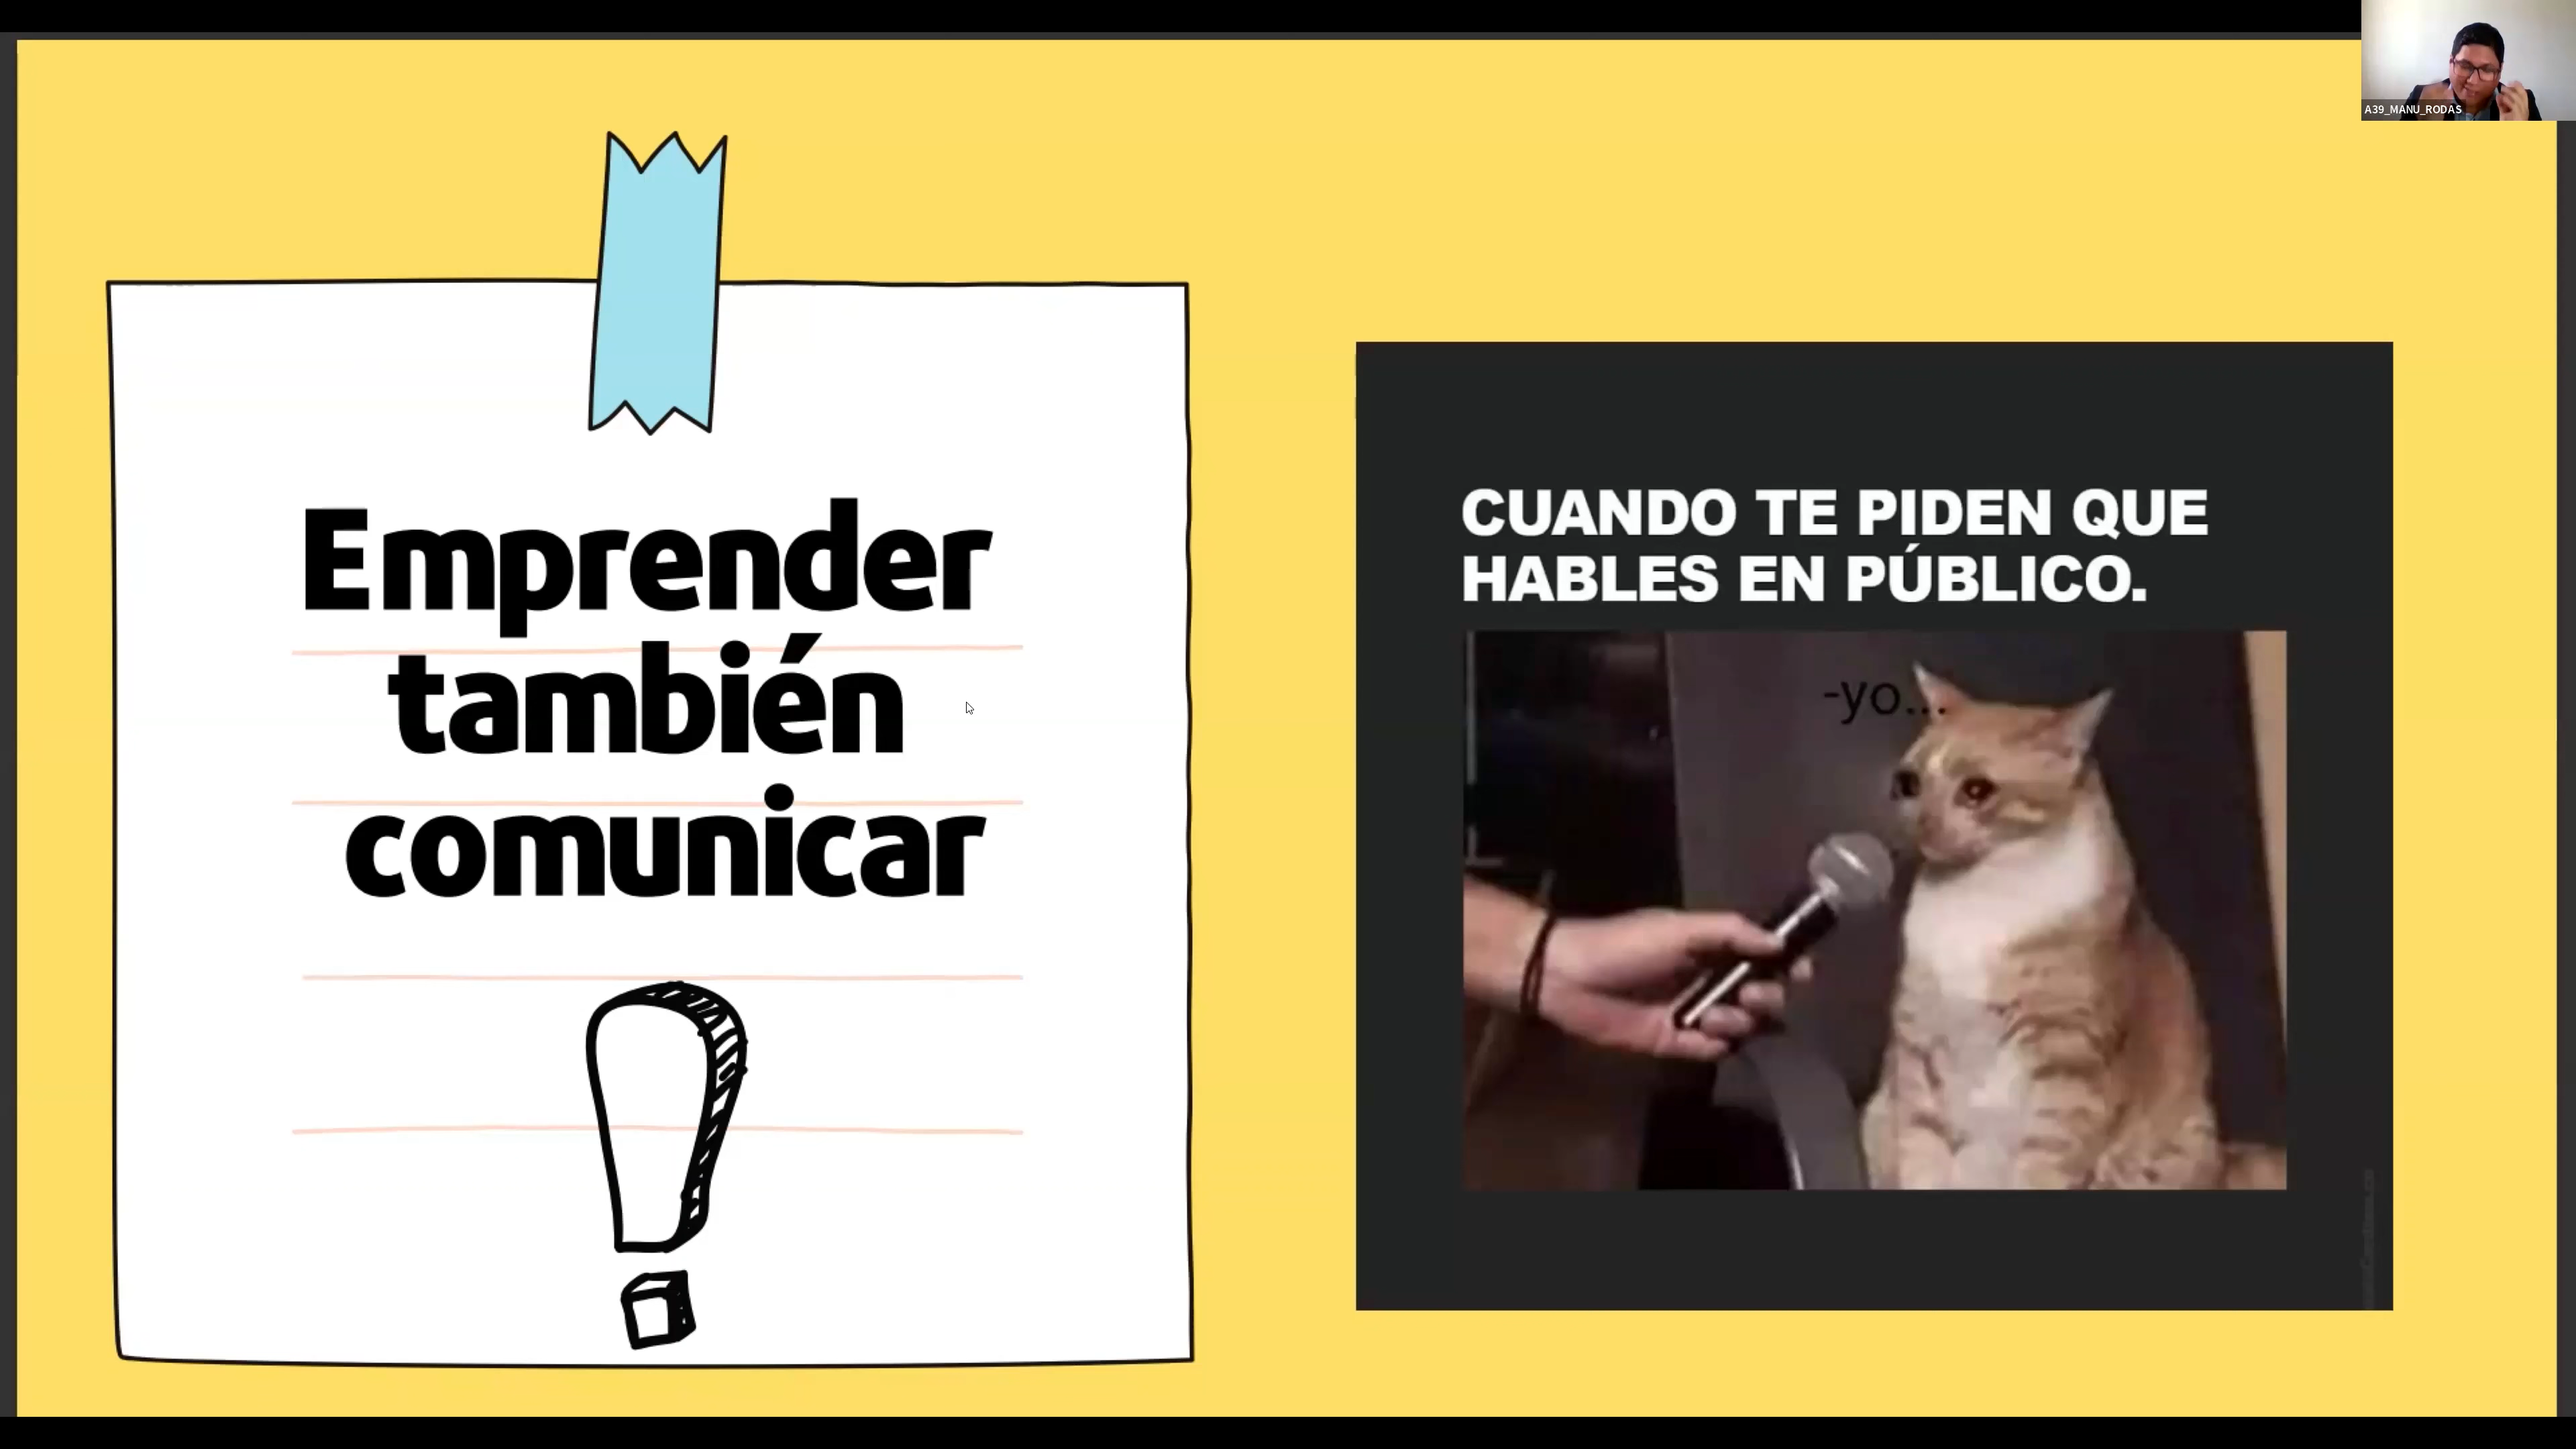 A39_MANU_RODAS
Emprender
también
comunicar
CUANDO TE PIDEN QUE
HABLES EN PÚBLICO.
-yo...